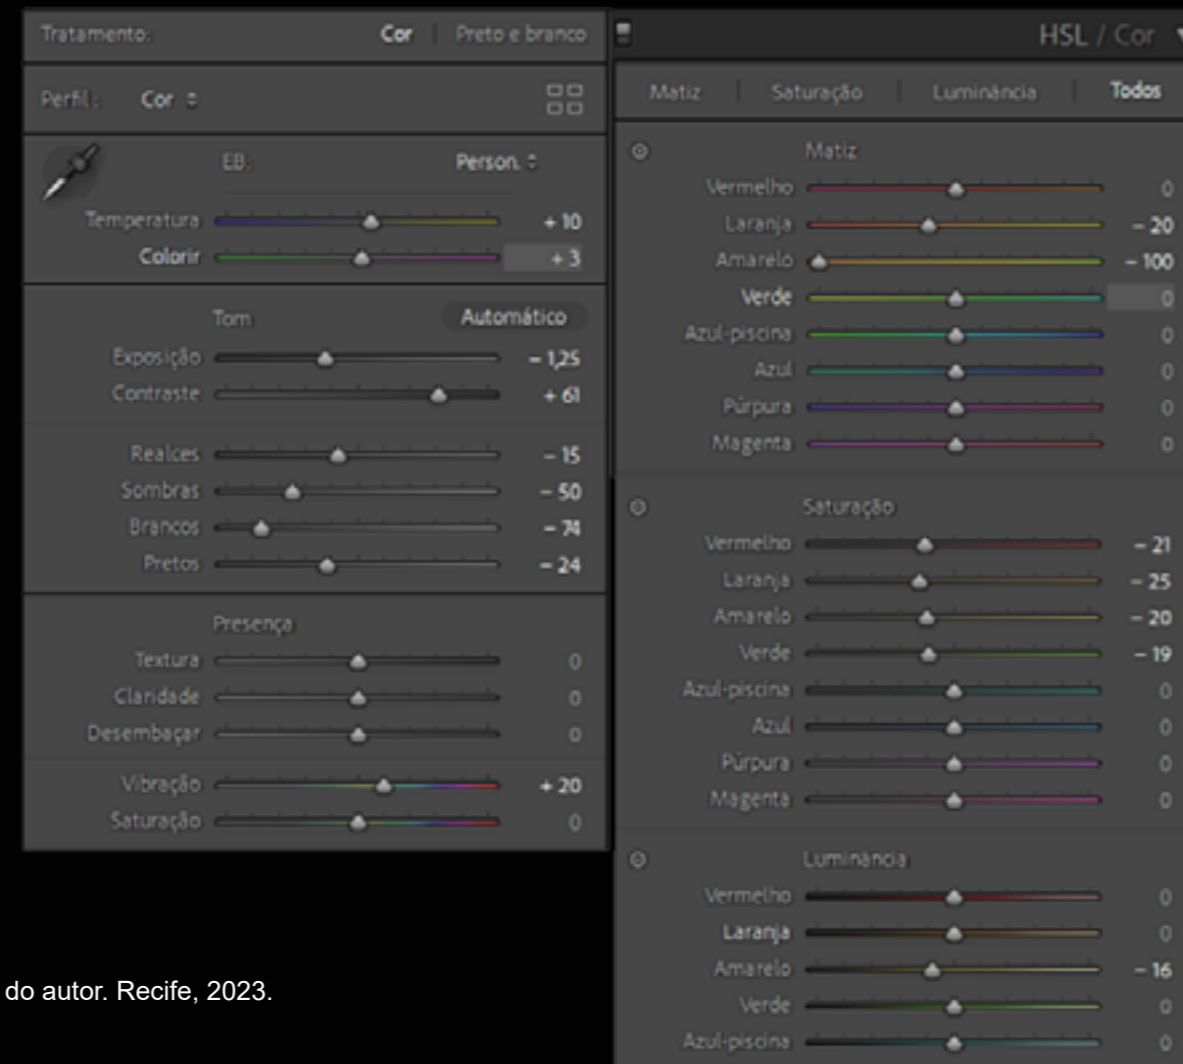 Tratamento: Cor | Preto e branco
Perfil: Cor
EB: Person.
Temperatura + 10
Colorir + 3
Tom Automático
Exposição – 1,25
Contraste + 61
Realces – 15
Sombras – 50
Brancos – 74
Pretos – 24
Presença
Textura 0
Claridade 0
Desembaçar 0
Vibração + 20
Saturação 0
do autor. Recife, 2023.
HSL / Cor
Matiz | Saturação | Luminância | Todos
Matiz
Vermelho 0
Laranja – 20
Amarelo – 100
Verde 0
Azul-piscina 0
Azul 0
Púrpura 0
Magenta 0
Saturação
Vermelho – 21
Laranja – 25
Amarelo – 20
Verde – 19
Azul-piscina 0
Azul 0
Púrpura 0
Magenta 0
Luminância
Vermelho 0
Laranja 0
Amarelo – 16
Verde 0
Azul-piscina 0